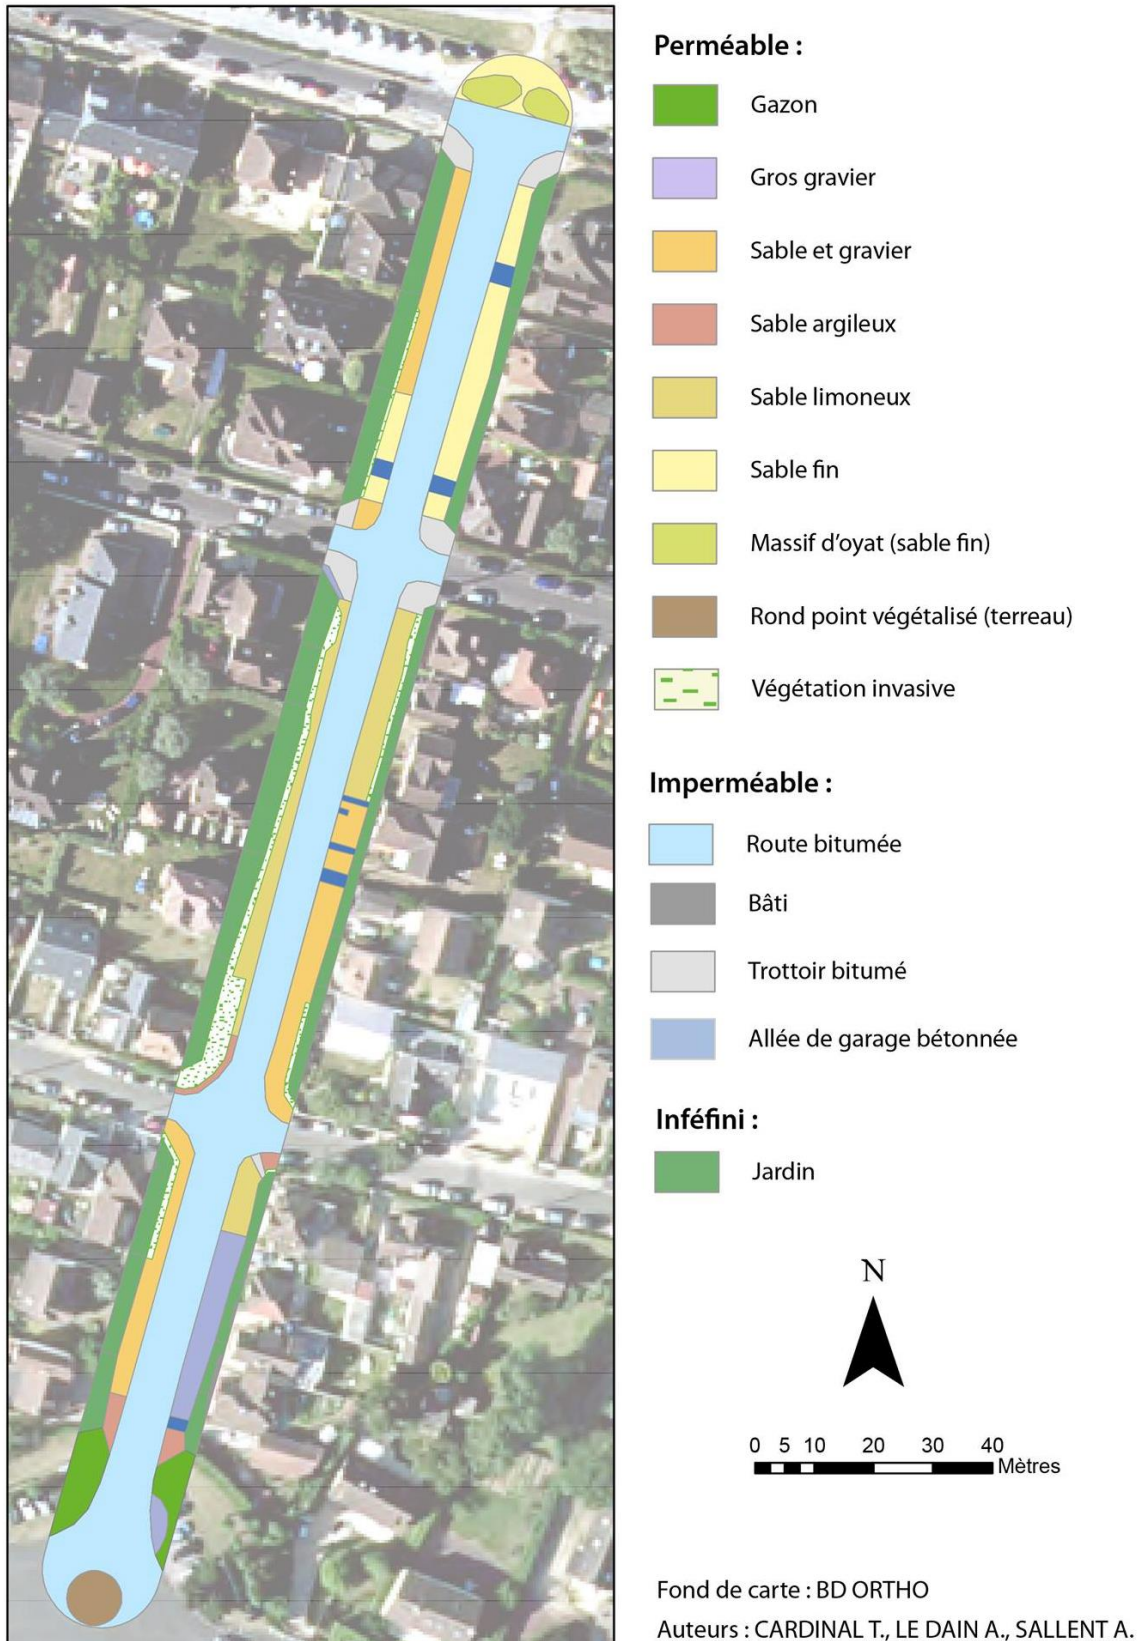 Perméable :
Gazon
Gros gravier
Sable et gravier
Sable argileux
Sable limoneux
Sable fin
Massif d'oyat (sable fin)
Rond point végétalisé (terreau)
Végétation invasive
Imperméable :
Route bitumée
Bâti
Trottoir bitumé
Allée de garage bétonnée
Inféfini :
Jardin
N
0 5 10 20 30 40
Mètres
Fond de carte : BD ORTHO
Auteurs : CARDINAL T., LE DAIN A., SALLENT A.